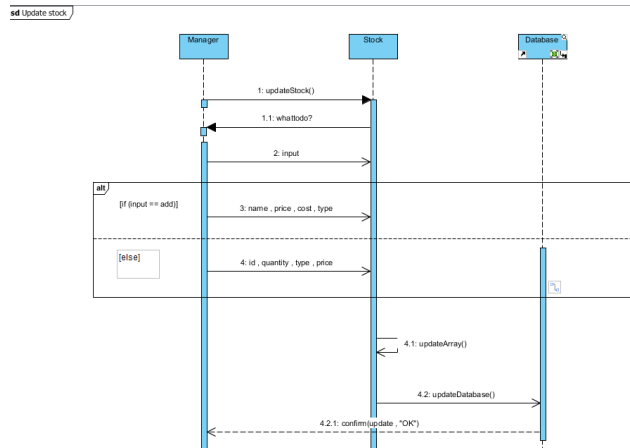 sd Update stock
Manager
Stock
Database
1: updateStock()
1.1: whattodo?
2: input
alt
[if (input == add)]
3: name , price , cost , type
[else]
4: id , quantity , type , price
4.1: updateArray()
4.2: updateDatabase()
4.2.1: confirm(update , "OK")